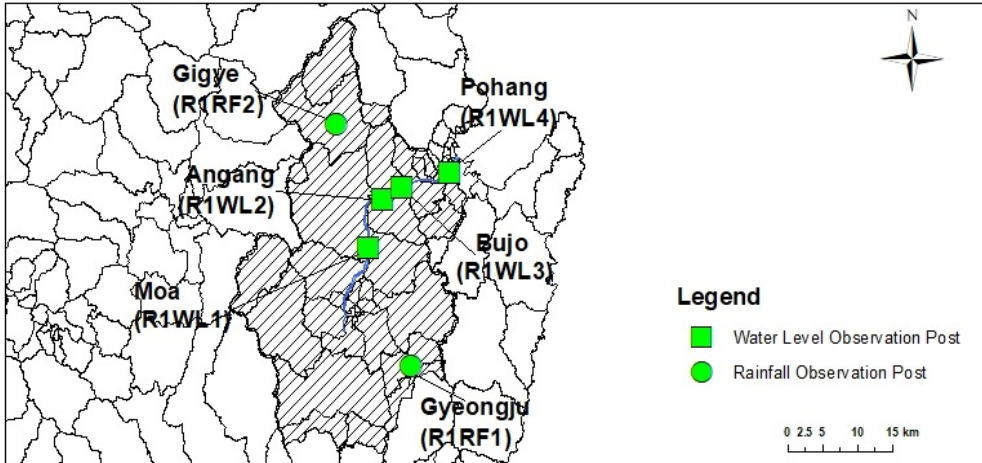 N
Gigye
(R1RF2)
Pohang
(R1WL4)
Angang
(R1WL2)
Bujo
(R1WL3)
Moa
(R1WL1)
Gyeongju
(R1RF1)
Legend
Water Level Observation Post
Rainfall Observation Post
0 2.5 5 10 15 km